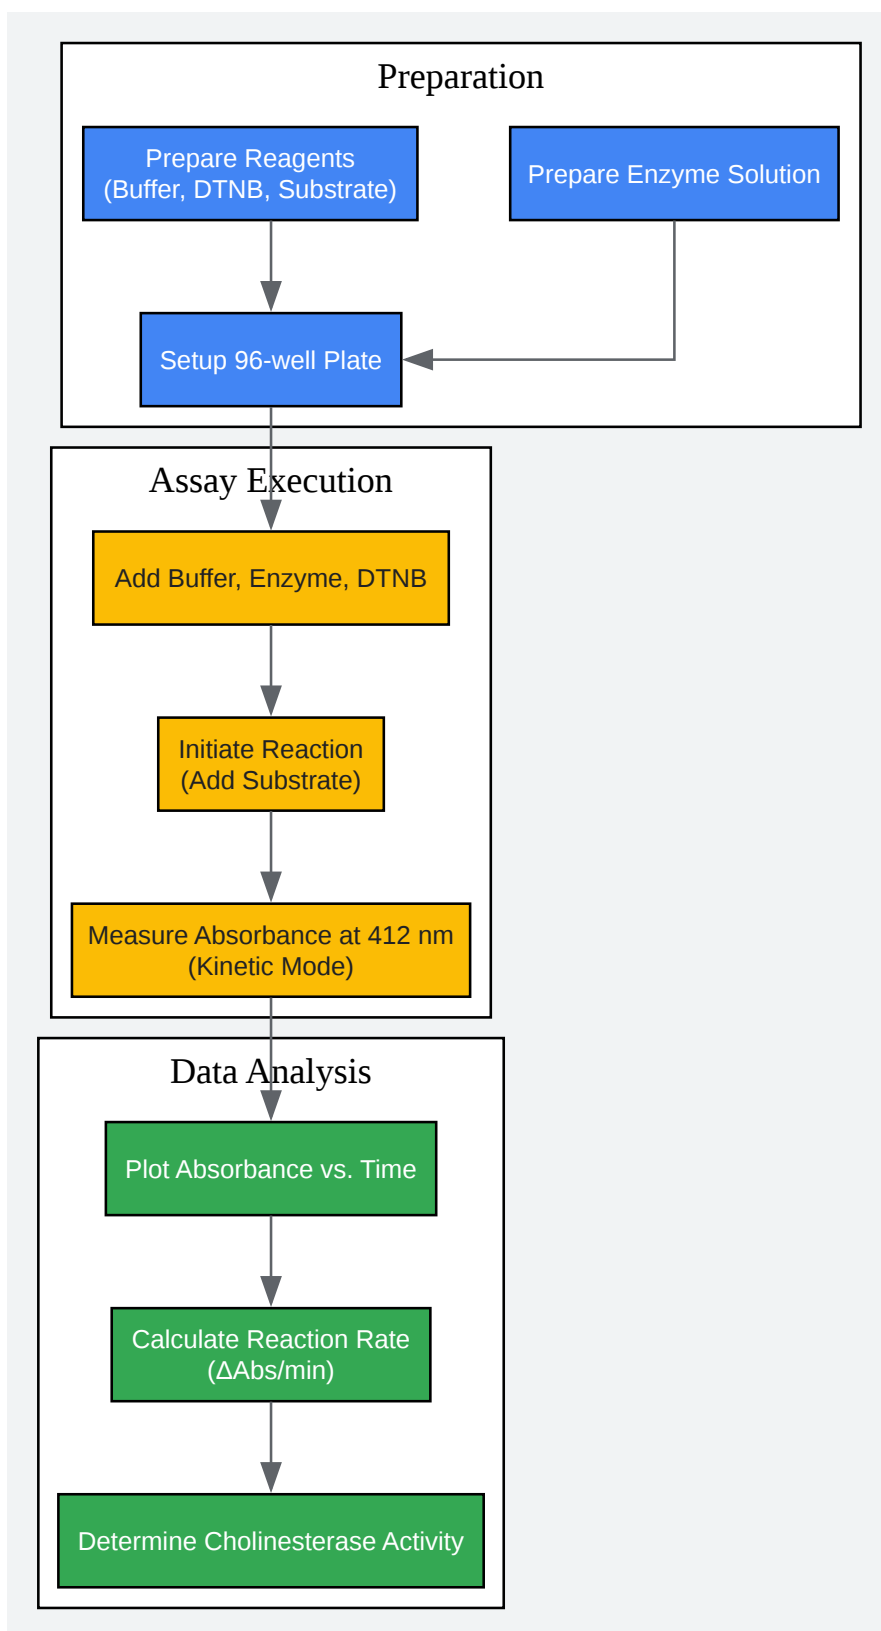 Preparation
Prepare Reagents
(Buffer, DTNB, Substrate)
Prepare Enzyme Solution
Setup 96-well Plate
Assay Execution
Add Buffer, Enzyme, DTNB
Initiate Reaction
(Add Substrate)
Measure Absorbance at 412 nm
(Kinetic Mode)
Data Analysis
Plot Absorbance vs. Time
Calculate Reaction Rate
(ΔAbs/min)
Determine Cholinesterase Activity